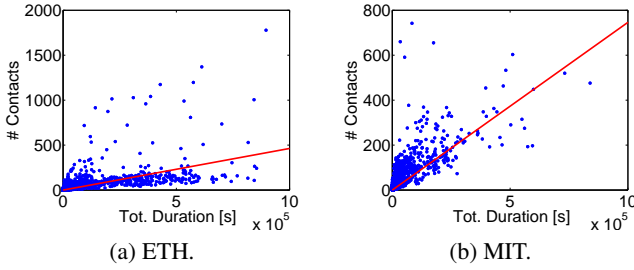 2000
1500
1000
500
0
# Contacts
0 5 10
Tot. Duration [s]
x 10^5
(a) ETH.
800
600
400
200
0
# Contacts
0 5 10
Tot. Duration [s]
x 10^5
(b) MIT.